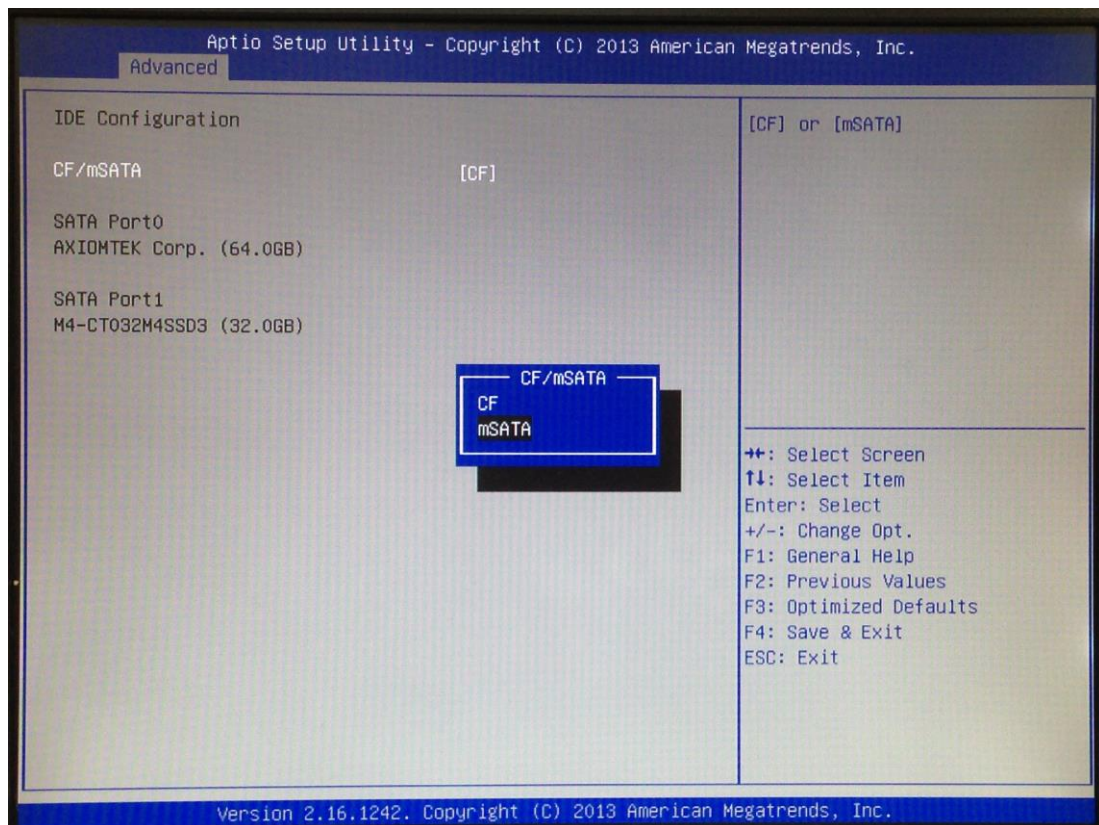 Aptio Setup Utility – Copyright (C) 2013 American Megatrends, Inc.
Advanced
IDE Configuration
CF/mSATA [CF]
SATA Port0
AXIOMTEK Corp. (64.0GB)
SATA Port1
M4-CT032M4SSD3 (32.0GB)
CF/mSATA
CF
mSATA
[CF] or [mSATA]
→←: Select Screen
↑↓: Select Item
Enter: Select
+/-: Change Opt.
F1: General Help
F2: Previous Values
F3: Optimized Defaults
F4: Save & Exit
ESC: Exit
Version 2.16.1242. Copyright (C) 2013 American Megatrends, Inc.